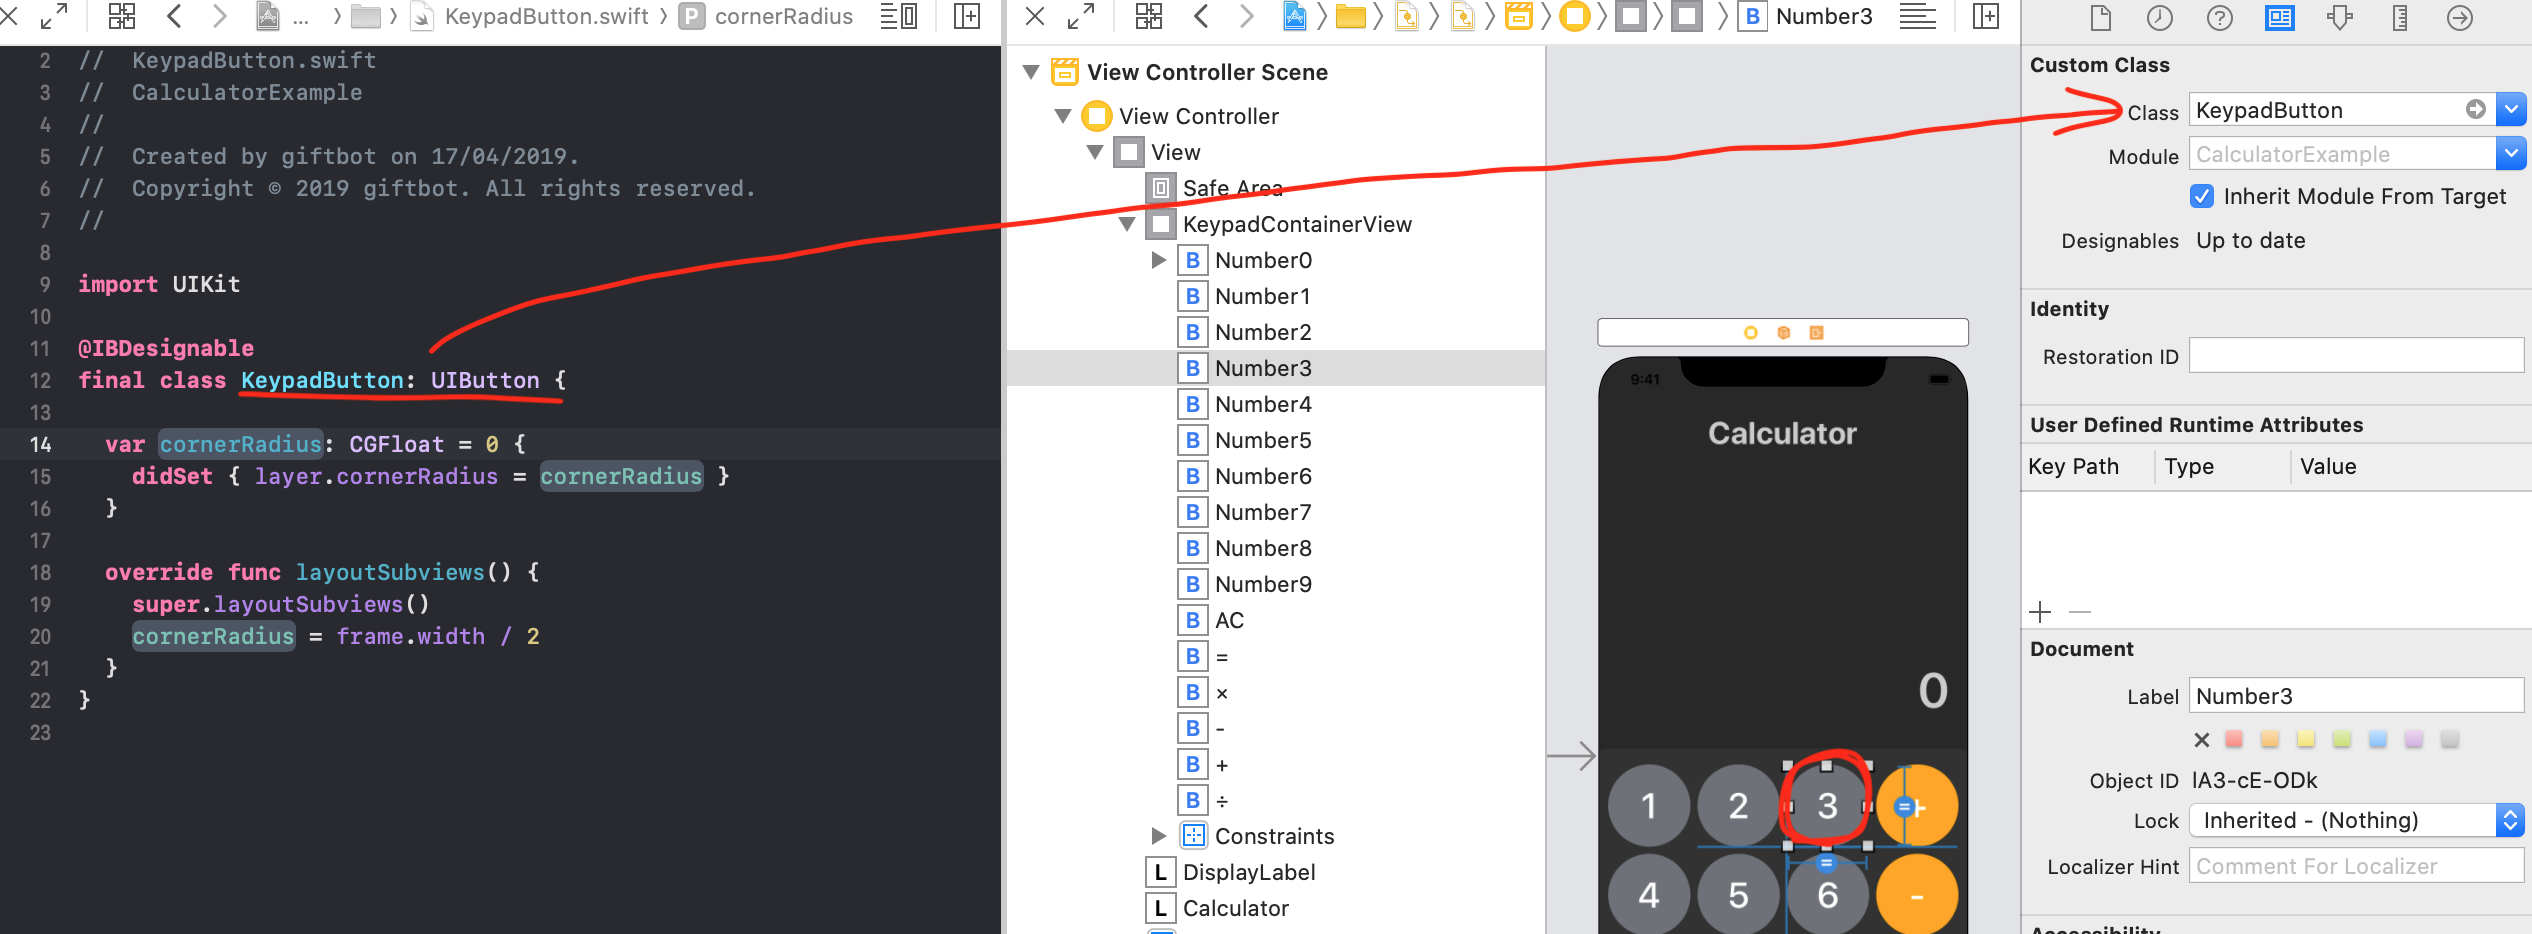 ... KeypadButton.swift P cornerRadius
2 //  KeypadButton.swift
3 //  CalculatorExample
4 //
5 //  Created by giftbot on 17/04/2019.
6 //  Copyright © 2019 giftbot. All rights reserved.
7 //
8
9 import UIKit
10
11 @IBDesignable
12 final class KeypadButton: UIButton {
13
14   var cornerRadius: CGFloat = 0 {
15     didSet { layer.cornerRadius = cornerRadius }
16   }
17
18   override func layoutSubviews() {
19     super.layoutSubviews()
20     cornerRadius = frame.width / 2
21   }
22 }
23
B Number3
View Controller Scene
View Controller
View
Safe Area
KeypadContainerView
B Number0
B Number1
B Number2
B Number3
B Number4
B Number5
B Number6
B Number7
B Number8
B Number9
B AC
B =
B ×
B -
B +
B ÷
Constraints
L DisplayLabel
L Calculator
9:41
Calculator
0
1 2 3 = +
=
4 5 6 -
Custom Class
Class KeypadButton
Module CalculatorExample
Inherit Module From Target
Designables Up to date
Identity
Restoration ID
User Defined Runtime Attributes
Key Path Type Value
Document
Label Number3
Object ID lA3-cE-ODk
Lock Inherited - (Nothing)
Localizer Hint Comment For Localizer
Accessibility